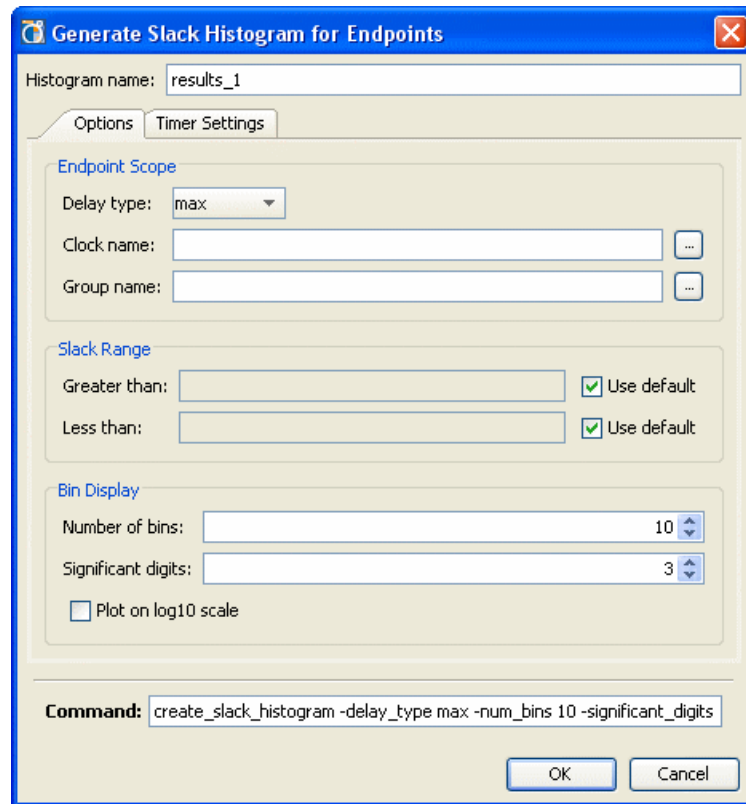 Generate Slack Histogram for Endpoints
Histogram name: results_1
Options Timer Settings
Endpoint Scope
Delay type: max
Clock name: ...
Group name: ...
Slack Range
Greater than: Use default
Less than: Use default
Bin Display
Number of bins: 10
Significant digits: 3
Plot on log10 scale
Command: create_slack_histogram -delay_type max -num_bins 10 -significant_digits
OK Cancel